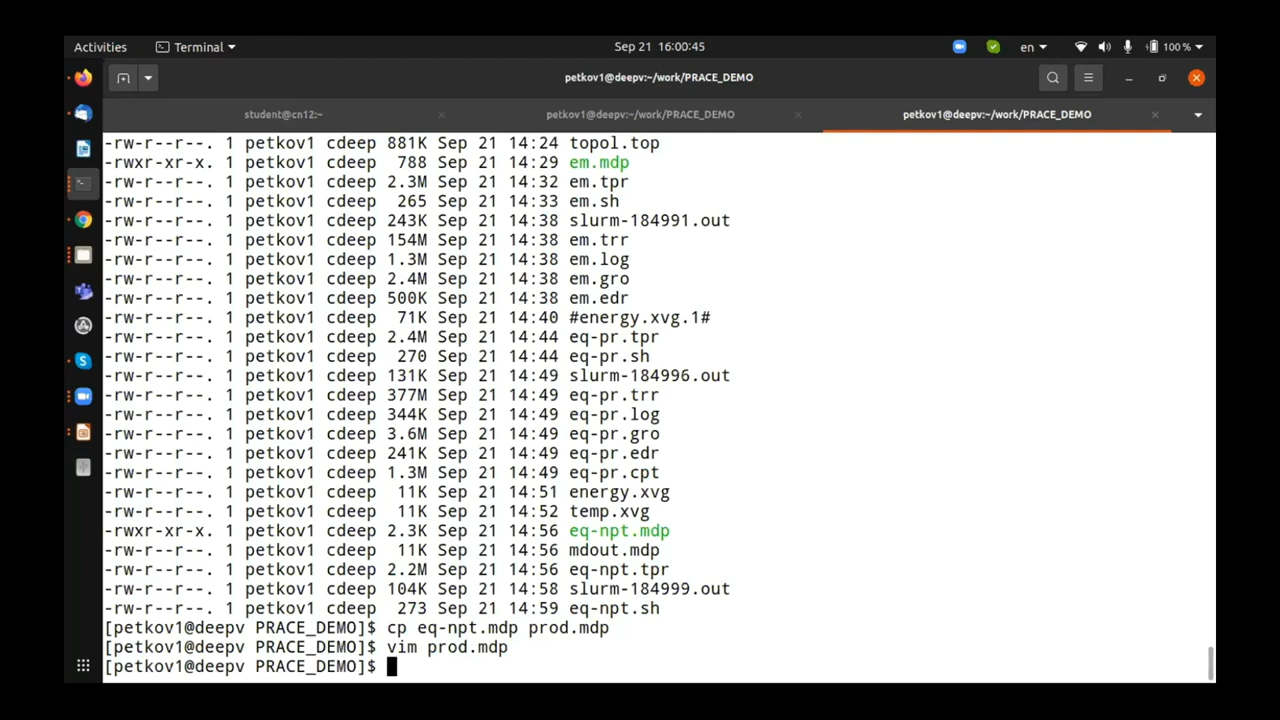 Activities
Terminal
Sep 21 16:00:45
en
100 %
petkov1@deepv:~/work/PRACE_DEMO
student@cn12:~
petkov1@deepv:~/work/PRACE_DEMO
petkov1@deepv:~/work/PRACE_DEMO
-rw-r--r--. 1 petkov1 cdeep 881K Sep 21 14:24 topol.top
-rwxr-xr-x. 1 petkov1 cdeep 788 Sep 21 14:29 em.mdp
-rw-r--r--. 1 petkov1 cdeep 2.3M Sep 21 14:32 em.tpr
-rw-r--r--. 1 petkov1 cdeep 265 Sep 21 14:33 em.sh
-rw-r--r--. 1 petkov1 cdeep 243K Sep 21 14:38 slurm-184991.out
-rw-r--r--. 1 petkov1 cdeep 154M Sep 21 14:38 em.trr
-rw-r--r--. 1 petkov1 cdeep 1.3M Sep 21 14:38 em.log
-rw-r--r--. 1 petkov1 cdeep 2.4M Sep 21 14:38 em.gro
-rw-r--r--. 1 petkov1 cdeep 500K Sep 21 14:38 em.edr
-rw-r--r--. 1 petkov1 cdeep 71K Sep 21 14:40 #energy.xvg.1#
-rw-r--r--. 1 petkov1 cdeep 2.4M Sep 21 14:44 eq-pr.tpr
-rw-r--r--. 1 petkov1 cdeep 270 Sep 21 14:44 eq-pr.sh
-rw-r--r--. 1 petkov1 cdeep 131K Sep 21 14:49 slurm-184996.out
-rw-r--r--. 1 petkov1 cdeep 377M Sep 21 14:49 eq-pr.trr
-rw-r--r--. 1 petkov1 cdeep 344K Sep 21 14:49 eq-pr.log
-rw-r--r--. 1 petkov1 cdeep 3.6M Sep 21 14:49 eq-pr.gro
-rw-r--r--. 1 petkov1 cdeep 241K Sep 21 14:49 eq-pr.edr
-rw-r--r--. 1 petkov1 cdeep 1.3M Sep 21 14:49 eq-pr.cpt
-rw-r--r--. 1 petkov1 cdeep 11K Sep 21 14:51 energy.xvg
-rw-r--r--. 1 petkov1 cdeep 11K Sep 21 14:52 temp.xvg
-rwxr-xr-x. 1 petkov1 cdeep 2.3K Sep 21 14:56 eq-npt.mdp
-rw-r--r--. 1 petkov1 cdeep 11K Sep 21 14:56 mdout.mdp
-rw-r--r--. 1 petkov1 cdeep 2.2M Sep 21 14:56 eq-npt.tpr
-rw-r--r--. 1 petkov1 cdeep 104K Sep 21 14:58 slurm-184999.out
-rw-r--r--. 1 petkov1 cdeep 273 Sep 21 14:59 eq-npt.sh
[petkov1@deepv PRACE_DEMO]$ cp eq-npt.mdp prod.mdp
[petkov1@deepv PRACE_DEMO]$ vim prod.mdp
[petkov1@deepv PRACE_DEMO]$